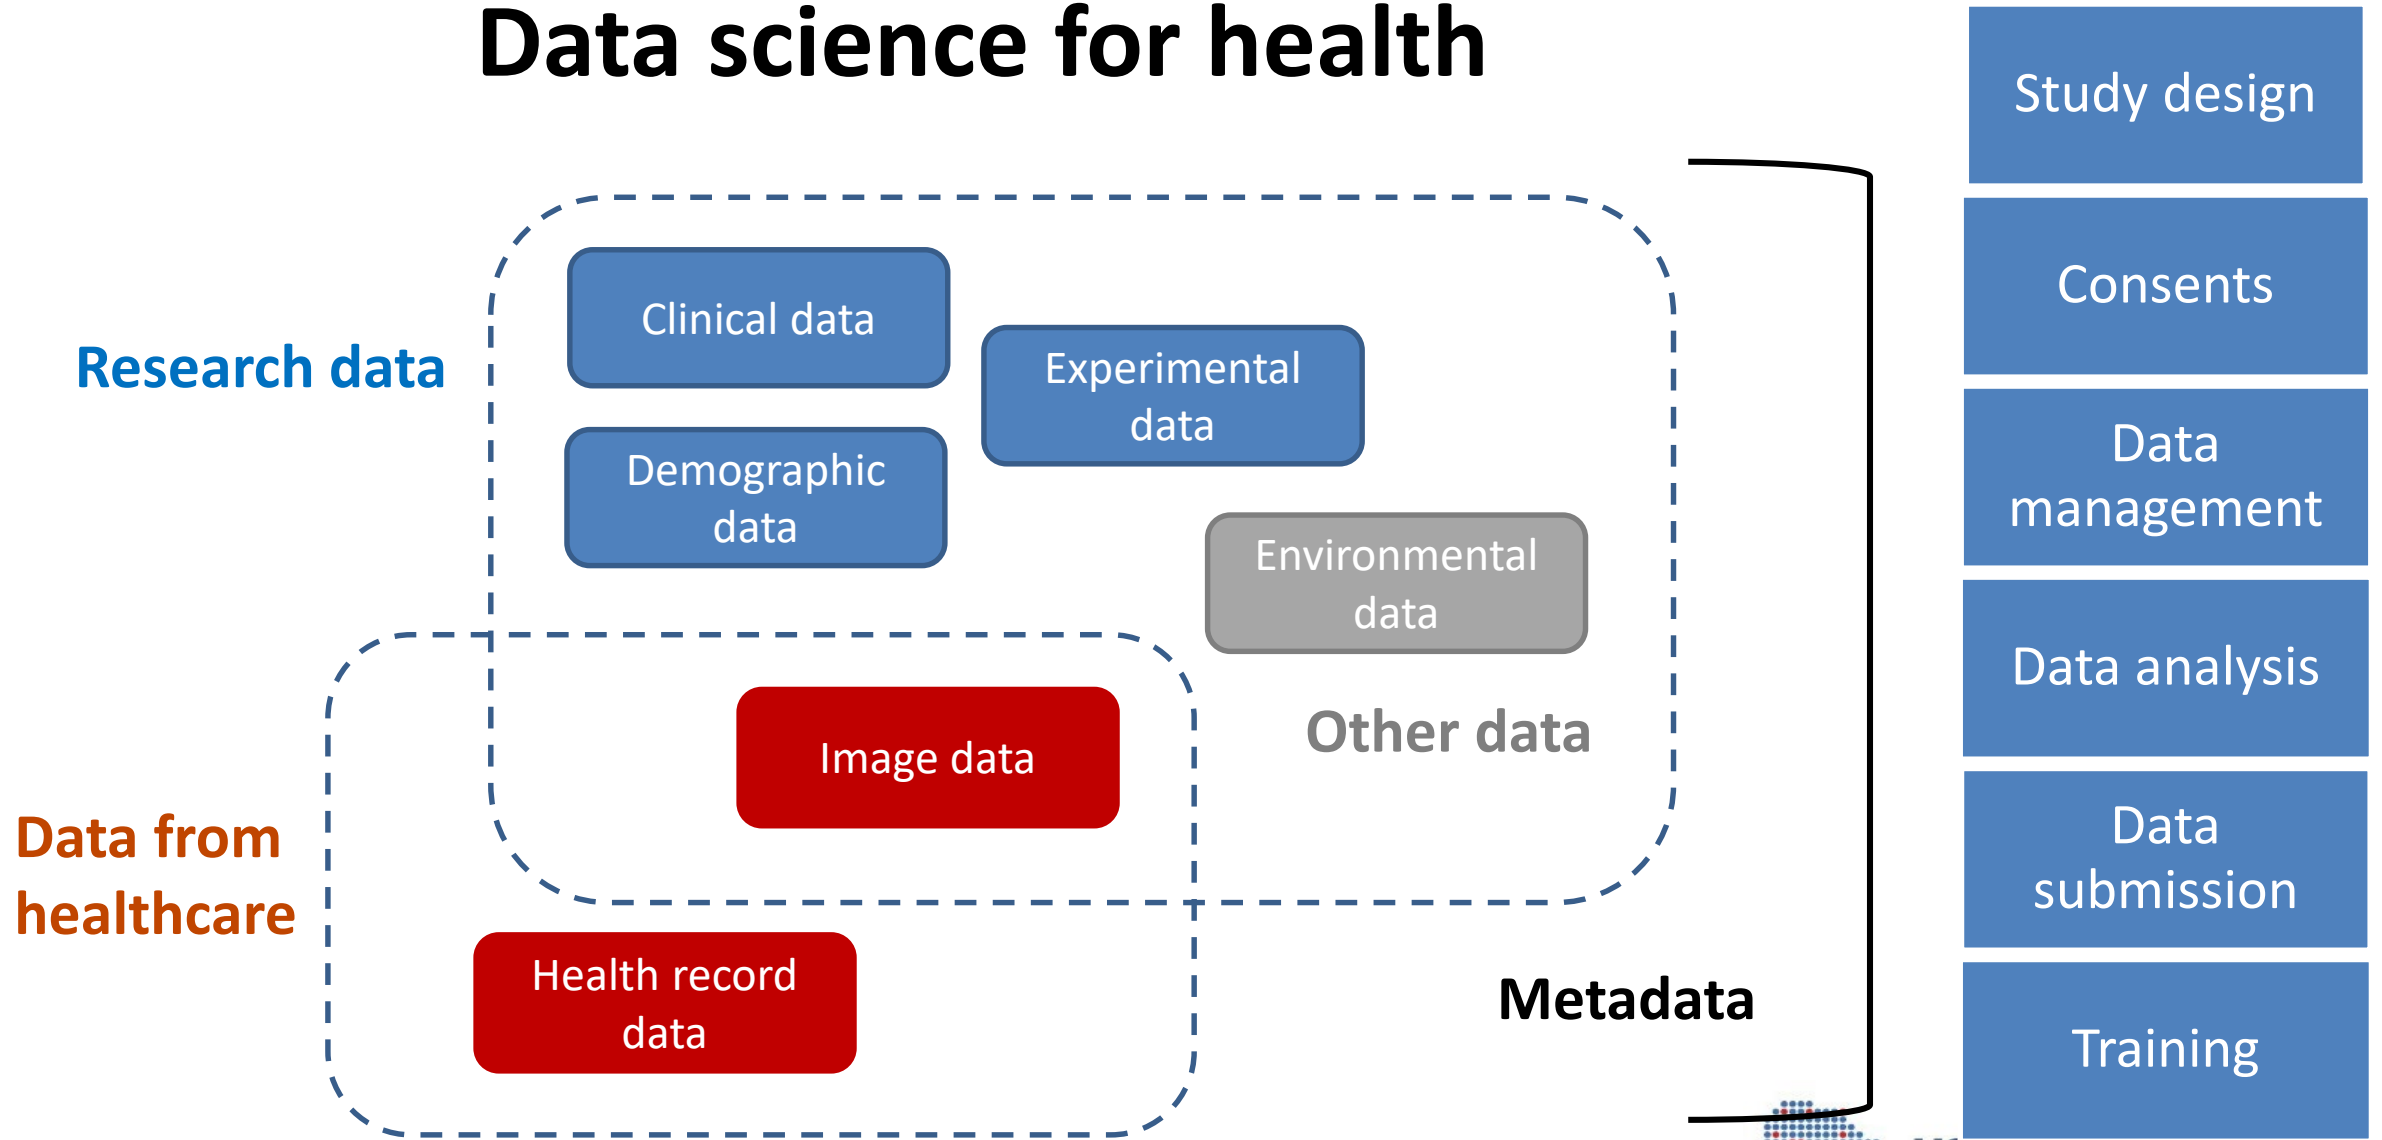 Data science for health
Research data
Clinical data
Experimental
data
Demographic
data
Environmental
data
Other data
Image data
Data from
healthcare
Health record
data
Metadata
Study design
Consents
Data
management
Data analysis
Data
submission
Training